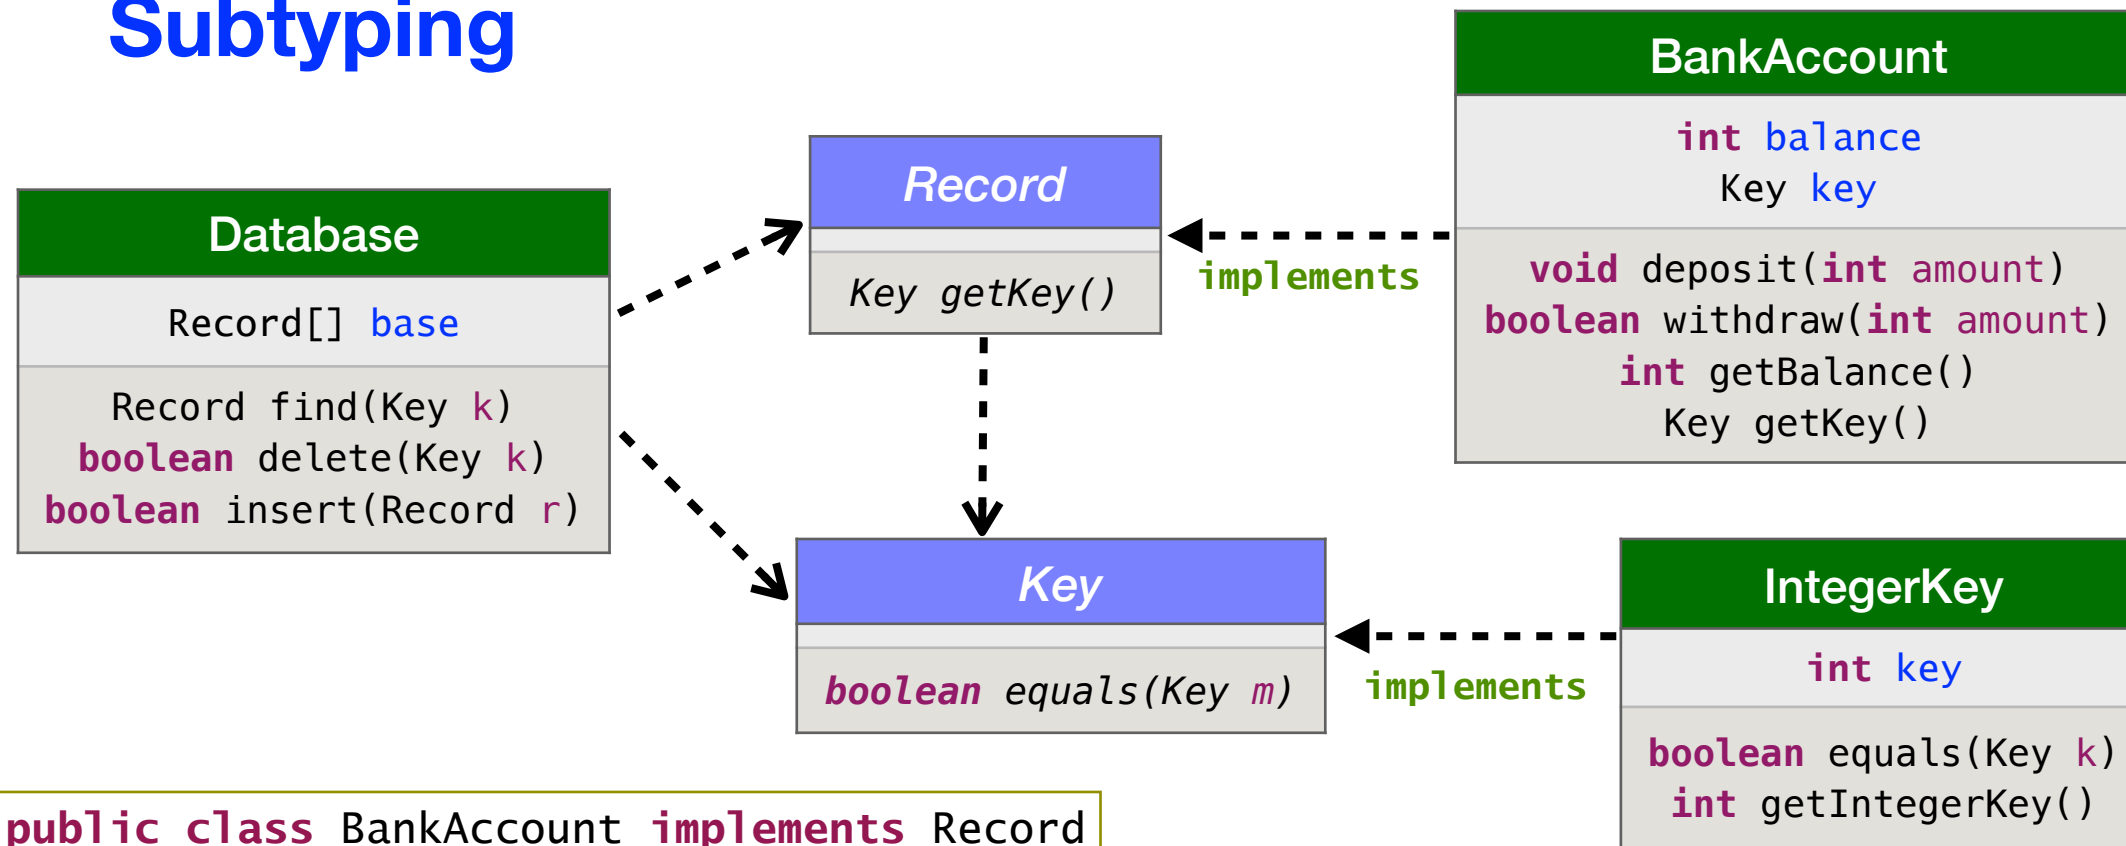 Subtyping
Database
Record[] base
Record find(Key k)
boolean delete(Key k)
boolean insert(Record r)
Record
Key getKey()
implements
BankAccount
int balance
Key key
void deposit(int amount)
boolean withdraw(int amount)
int getBalance()
Key getKey()
Key
boolean equals(Key m)
implements
IntegerKey
int key
boolean equals(Key k)
int getIntegerKey()
public class BankAccount implements Record